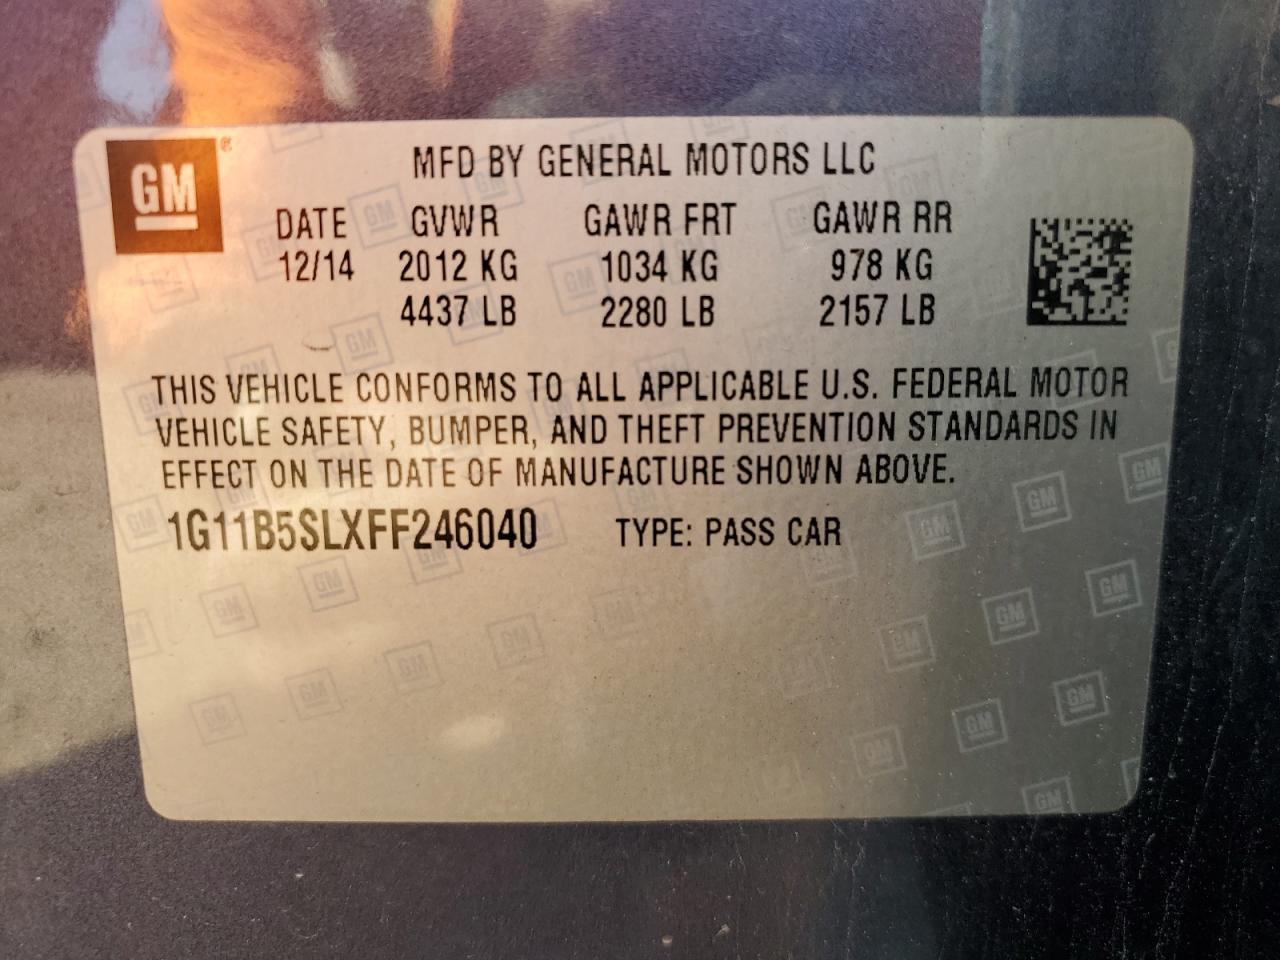 GM ®
MFD BY GENERAL MOTORS LLC
DATE GVWR GAWR FRT GAWR RR
12/14 2012 KG 1034 KG 978 KG
4437 LB 2280 LB 2157 LB
THIS VEHICLE CONFORMS TO ALL APPLICABLE U.S. FEDERAL MOTOR
VEHICLE SAFETY, BUMPER, AND THEFT PREVENTION STANDARDS IN
EFFECT ON THE DATE OF MANUFACTURE SHOWN ABOVE.
1G11B5SLXFF246040 TYPE: PASS CAR